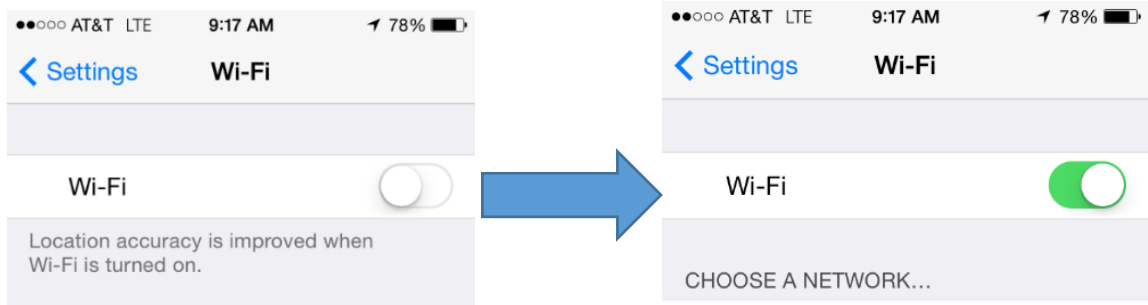 ●●○○○ AT&T LTE 9:17 AM 78%
Settings Wi-Fi
Wi-Fi
Location accuracy is improved when
Wi-Fi is turned on.
●●○○○ AT&T LTE 9:17 AM 78%
Settings Wi-Fi
Wi-Fi
CHOOSE A NETWORK...